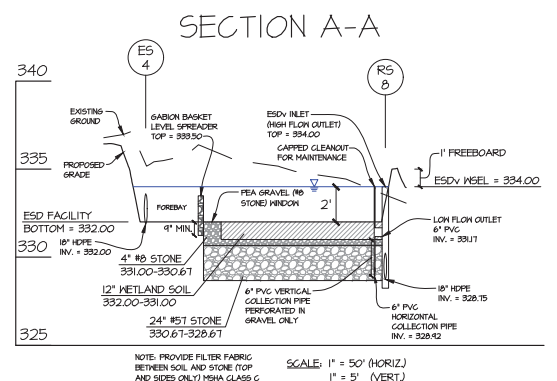 SECTION A-A
ES
4
RS
8
340
335
330
325
EXISTING
GROUND
PROPOSED
GRADE
GABION BASKET
LEVEL SPREADER
TOP = 333.50
ESDv INLET
(HIGH FLOW OUTLET)
TOP = 334.00
CAPPED CLEANOUT
FOR MAINTENANCE
1' FREEBOARD
ESDv WSEL = 334.00
PEA GRAVEL (#8
STONE) WINDOW
2'
FOREBAY
ESD FACILITY
BOTTOM = 332.00
9" MIN.
18" HDPE
INV. = 332.00
LOW FLOW OUTLET
6" PVC
INV. = 331.17
4" #8 STONE
331.00-330.67
12" WETLAND SOIL
332.00-331.00
24" #57 STONE
330.67-328.67
6" PVC VERTICAL
COLLECTION PIPE
PERFORATED IN
GRAVEL ONLY
18" HDPE
INV. = 328.75
6" PVC
HORIZONTAL
COLLECTION PIPE
INV. = 328.92
NOTE: PROVIDE FILTER FABRIC
BETWEEN SOIL AND STONE (TOP
AND SIDES ONLY) MSHA CLASS C
SCALE: 1" = 50' (HORIZ.)
1" = 5' (VERT.)